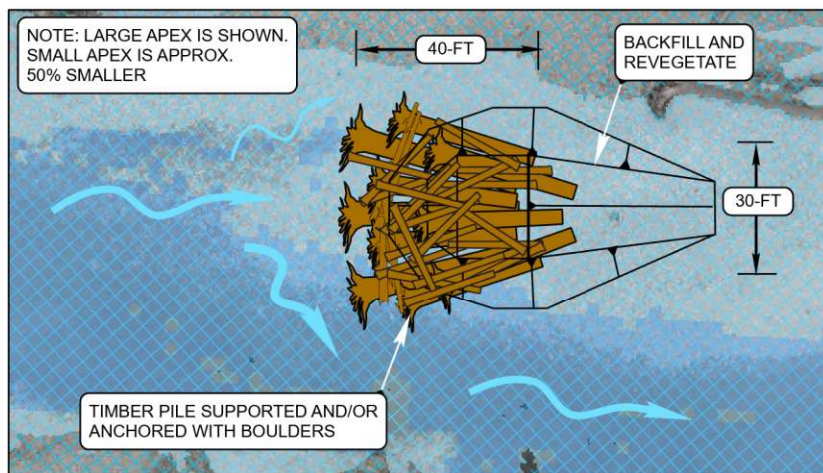 NOTE: LARGE APEX IS SHOWN.
SMALL APEX IS APPROX.
50% SMALLER
40-FT
BACKFILL AND
REVEGETATE
30-FT
TIMBER PILE SUPPORTED AND/OR
ANCHORED WITH BOULDERS